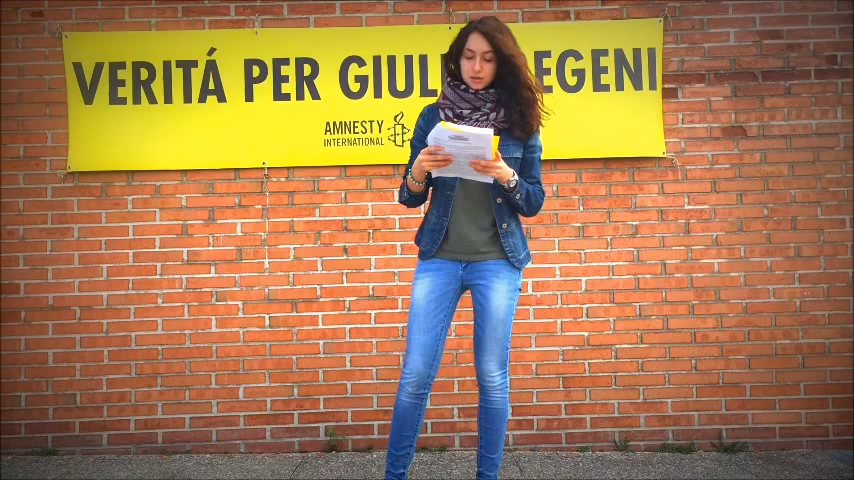 VERITÁ PER GIUL EGENI
AMNESTY
INTERNATIONAL